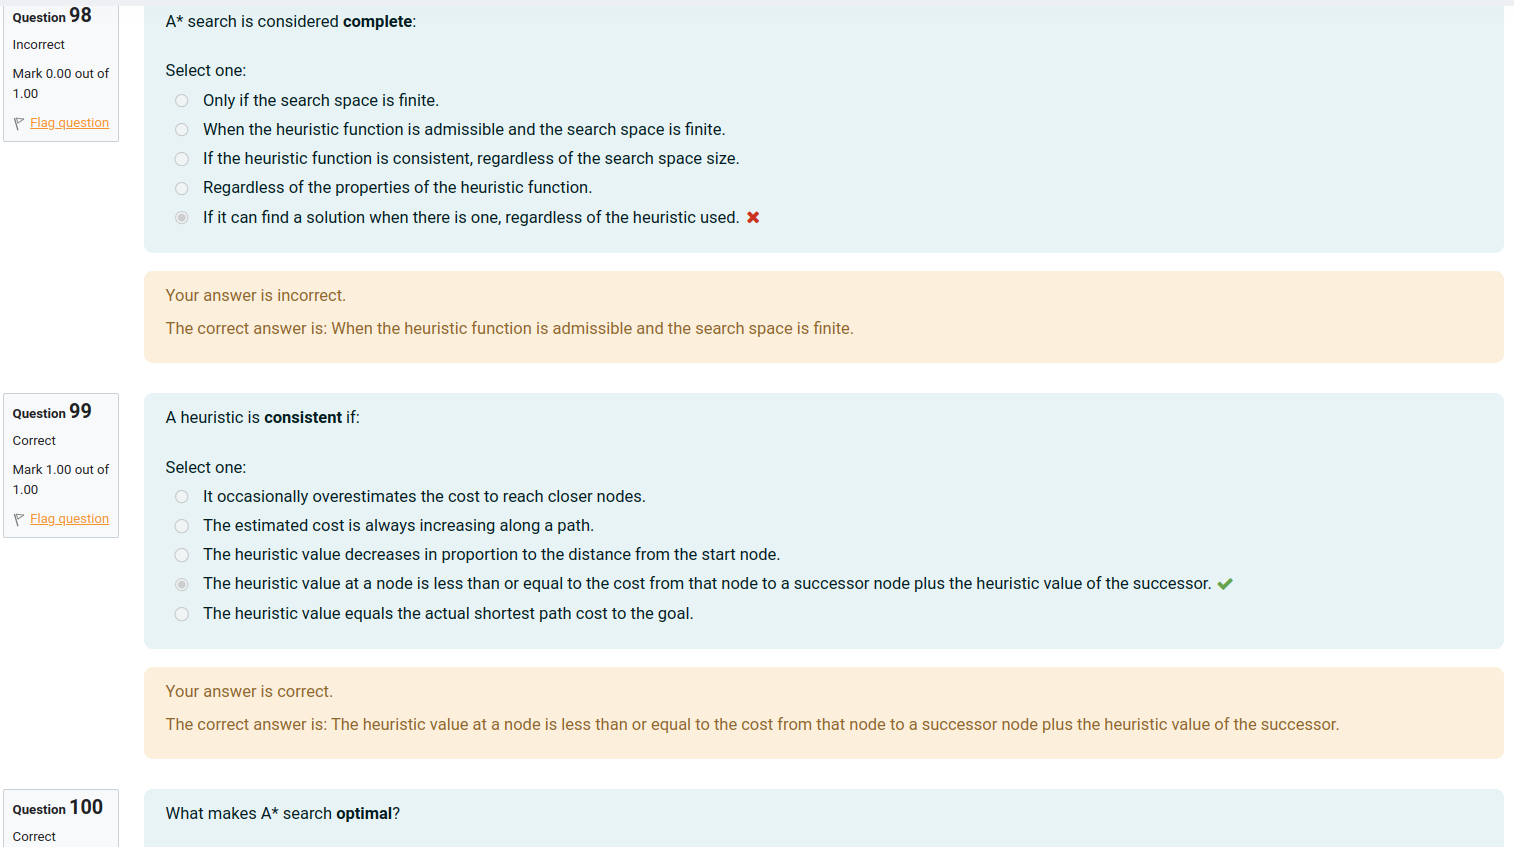 Question 98
Incorrect
Mark 0.00 out of
1.00
Flag question
A* search is considered complete:
Select one:
Only if the search space is finite.
When the heuristic function is admissible and the search space is finite.
If the heuristic function is consistent, regardless of the search space size.
Regardless of the properties of the heuristic function.
If it can find a solution when there is one, regardless of the heuristic used.
Your answer is incorrect.
The correct answer is: When the heuristic function is admissible and the search space is finite.
Question 99
Correct
Mark 1.00 out of
1.00
Flag question
A heuristic is consistent if:
Select one:
It occasionally overestimates the cost to reach closer nodes.
The estimated cost is always increasing along a path.
The heuristic value decreases in proportion to the distance from the start node.
The heuristic value at a node is less than or equal to the cost from that node to a successor node plus the heuristic value of the successor.
The heuristic value equals the actual shortest path cost to the goal.
Your answer is correct.
The correct answer is: The heuristic value at a node is less than or equal to the cost from that node to a successor node plus the heuristic value of the successor.
Question 100
Correct
What makes A* search optimal?